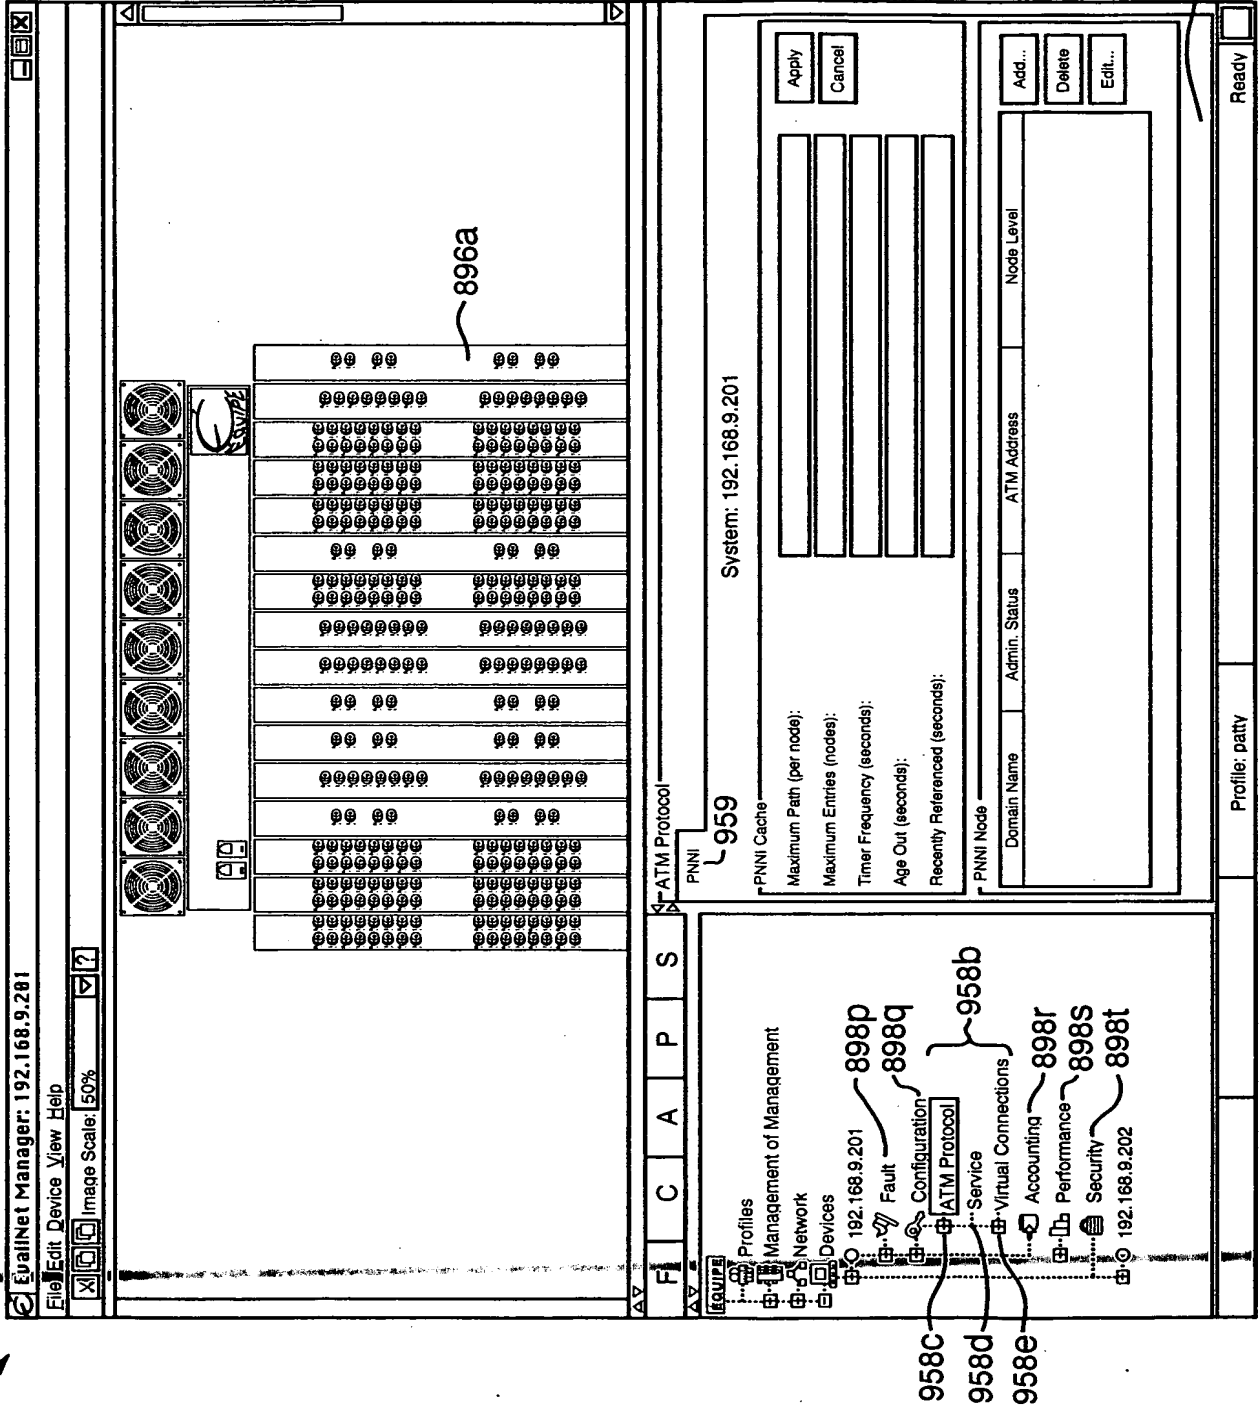 EualiNet Manager: 192.168.9.201
File Edit Device View Help
Image Scale: 50% ?
EQUIPE
896a
F C A P S
EQUIPE
Profiles
Management of Management
Network
Devices
192.168.9.201
898p
Fault
898q
Configuration
958c
ATM Protocol
958b
958d
Service
958e
Virtual Connections
Accounting
898r
Performance
898s
Security
898t
192.168.9.202
ATM Protocol
PNNI
959
System: 192.168.9.201
PNNI Cache
Maximum Path (per node):
Maximum Entries (nodes):
Timer Frequency (seconds):
Age Out (seconds):
Recently Referenced (seconds):
Apply
Cancel
PNNI Node
Domain Name Admin. Status ATM Address Node Level
Add...
Delete
Edit...
Profile: patty
Ready